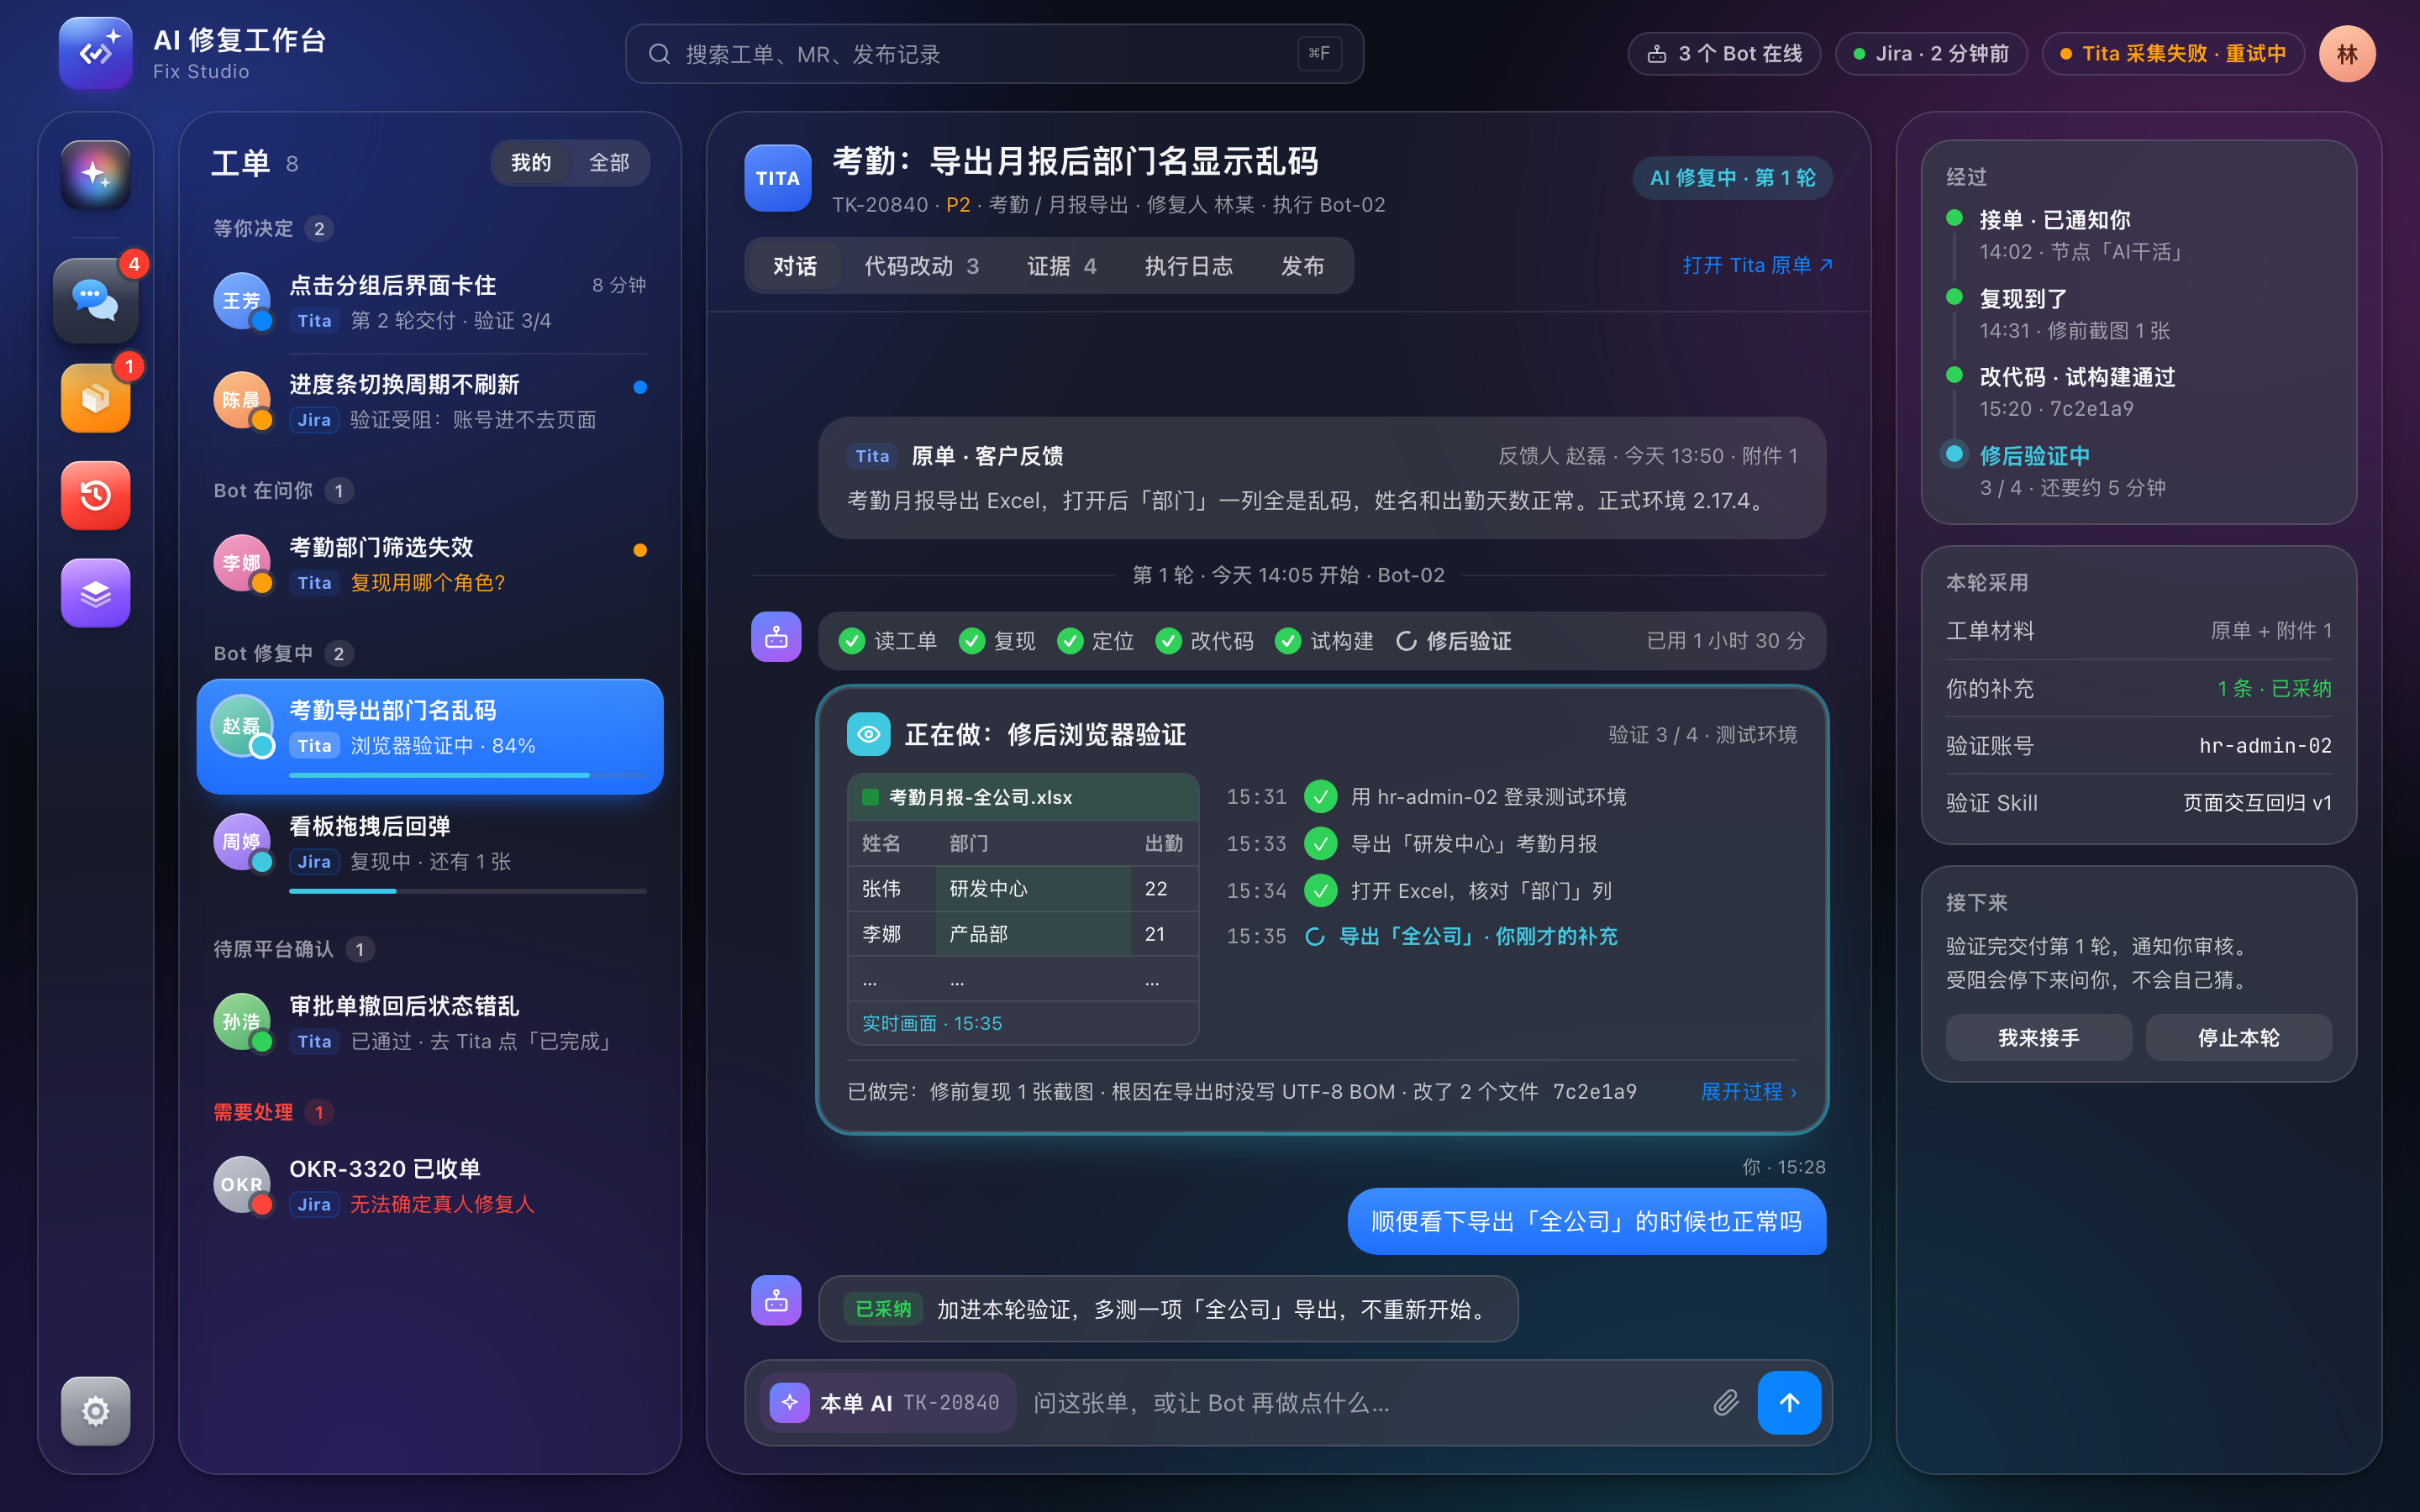 AI 修复工作台
Fix Studio
搜索工单、MR、发布记录
⌘F
3 个 Bot 在线
Jira · 2 分钟前
Tita 采集失败 · 重试中
林
4
1
工单 8
我的 全部
等你决定 2
王芳
点击分组后界面卡住 8 分钟
Tita 第 2 轮交付 · 验证 3/4
陈晨
进度条切换周期不刷新
Jira 验证受阻：账号进不去页面
Bot 在问你 1
李娜
考勤部门筛选失效
Tita 复现用哪个角色？
Bot 修复中 2
赵磊
考勤导出部门名乱码
Tita 浏览器验证中 · 84%
周婷
看板拖拽后回弹
Jira 复现中 · 还有 1 张
待原平台确认 1
孙浩
审批单撤回后状态错乱
Tita 已通过 · 去 Tita 点「已完成」
需要处理 1
OKR
OKR-3320 已收单
Jira 无法确定真人修复人
TITA
考勤：导出月报后部门名显示乱码
TK-20840 · P2 · 考勤 / 月报导出 · 修复人 林某 · 执行 Bot-02
AI 修复中 · 第 1 轮
对话 代码改动 3 证据 4 执行日志 发布
打开 Tita 原单 ↗
Tita 原单 · 客户反馈 反馈人 赵磊 · 今天 13:50 · 附件 1
考勤月报导出 Excel，打开后「部门」一列全是乱码，姓名和出勤天数正常。正式环境 2.17.4。
第 1 轮 · 今天 14:05 开始 · Bot-02
读工单 复现 定位 改代码 试构建 修后验证 已用 1 小时 30 分
正在做：修后浏览器验证 验证 3 / 4 · 测试环境
考勤月报-全公司.xlsx
姓名 部门 出勤
张伟 研发中心 22
李娜 产品部 21
… … …
实时画面 · 15:35
15:31 用 hr-admin-02 登录测试环境
15:33 导出「研发中心」考勤月报
15:34 打开 Excel，核对「部门」列
15:35 导出「全公司」· 你刚才的补充
已做完：修前复现 1 张截图 · 根因在导出时没写 UTF-8 BOM · 改了 2 个文件 7c2e1a9 展开过程 ›
你 · 15:28
顺便看下导出「全公司」的时候也正常吗
已采纳 加进本轮验证，多测一项「全公司」导出，不重新开始。
本单 AI TK-20840 问这张单，或让 Bot 再做点什么…
经过
接单 · 已通知你
14:02 · 节点「AI干活」
复现到了
14:31 · 修前截图 1 张
改代码 · 试构建通过
15:20 · 7c2e1a9
修后验证中
3 / 4 · 还要约 5 分钟
本轮采用
工单材料 原单 + 附件 1
你的补充 1 条 · 已采纳
验证账号 hr-admin-02
验证 Skill 页面交互回归 v1
接下来
验证完交付第 1 轮，通知你审核。
受阻会停下来问你，不会自己猜。
我来接手 停止本轮